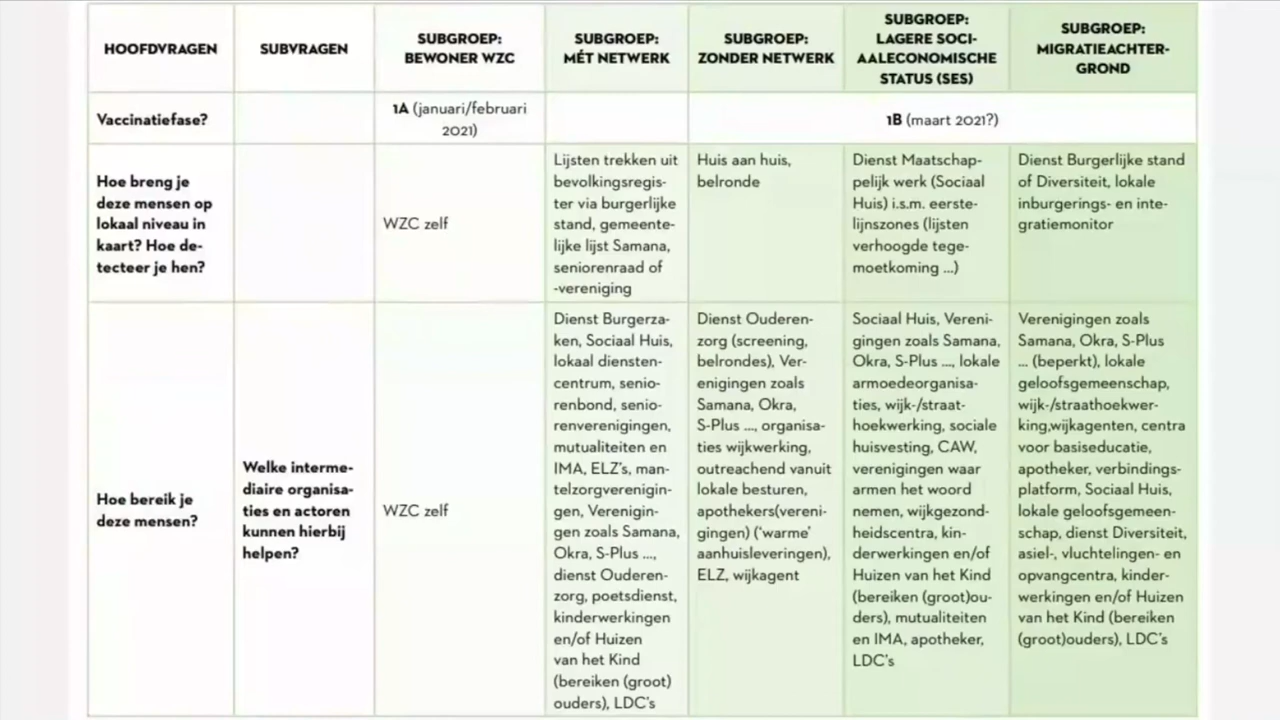 HOOFDVRAGEN
SUBVRAGEN
SUBGROEP:
BEWONER WZC
SUBGROEP:
MÉT NETWERK
SUBGROEP:
ZONDER NETWERK
SUBGROEP:
LAGERE SOCI-
AALECONOMISCHE
STATUS (SES)
SUBGROEP:
MIGRATIEACHTER-
GROND
Vaccinatiefase?
1A (januari/februari
2021)
1B (maart 2021?)
Hoe breng je
deze mensen op
lokaal niveau in
kaart? Hoe de-
tecteer je hen?
WZC zelf
Lijsten trekken uit
bevolkingsregis-
ter via burgerlijke
stand, gemeente-
lijke lijst Samana,
seniorenraad of
-vereniging
Huis aan huis,
belronde
Dienst Maatschap-
pelijk werk (Sociaal
Huis) i.s.m. eerste-
lijnszones (lijsten
verhoogde tege-
moetkoming ...)
Dienst Burgerlijke stand
of Diversiteit, lokale
inburgerings- en inte-
gratiemonitor
Hoe bereik je
deze mensen?
Welke interme-
diaire organisa-
ties en actoren
kunnen hierbij
helpen?
WZC zelf
Dienst Burgerza-
ken, Sociaal Huis,
lokaal diensten-
centrum, senio-
renbond, senio-
renverenigingen,
mutualiteiten en
IMA, ELZ's, man-
telzorgverenigin-
gen, Verenigin-
gen zoals Samana,
Okra, S-Plus ...,
dienst Ouderen-
zorg, poetsdienst,
kinderwerkingen
en/of Huizen
van het Kind
(bereiken (groot)
ouders), LDC's
Dienst Ouderen-
zorg (screening,
belrondes), Ver-
enigingen zoals
Samana, Okra,
S-Plus ..., organisa-
ties wijkwerking,
outreachend vanuit
lokale besturen,
apothekers(vereni-
gingen) ('warme'
aanhuisleveringen),
ELZ, wijkagent
Sociaal Huis, Vereni-
gingen zoals Samana,
Okra, S-Plus ..., lokale
armoedeorganisa-
ties, wijk-/straat-
hoekwerking, sociale
huisvesting, CAW,
verenigingen waar
armen het woord
nemen, wijkgezond-
heidscentra, kin-
derwerkingen en/of
Huizen van het Kind
(bereiken (groot)ou-
ders), mutualiteiten
en IMA, apotheker,
LDC's
Verenigingen zoals
Samana, Okra, S-Plus
... (beperkt), lokale
geloofsgemeenschap,
wijk-/straathoekwer-
king,wijkagenten, centra
voor basiseducatie,
apotheker, verbindings-
platform, Sociaal Huis,
lokale geloofsgemeen-
schap, dienst Diversiteit,
asiel-, vluchtelingen- en
opvangcentra, kinder-
werkingen en/of Huizen
van het Kind (bereiken
(groot)ouders), LDC's